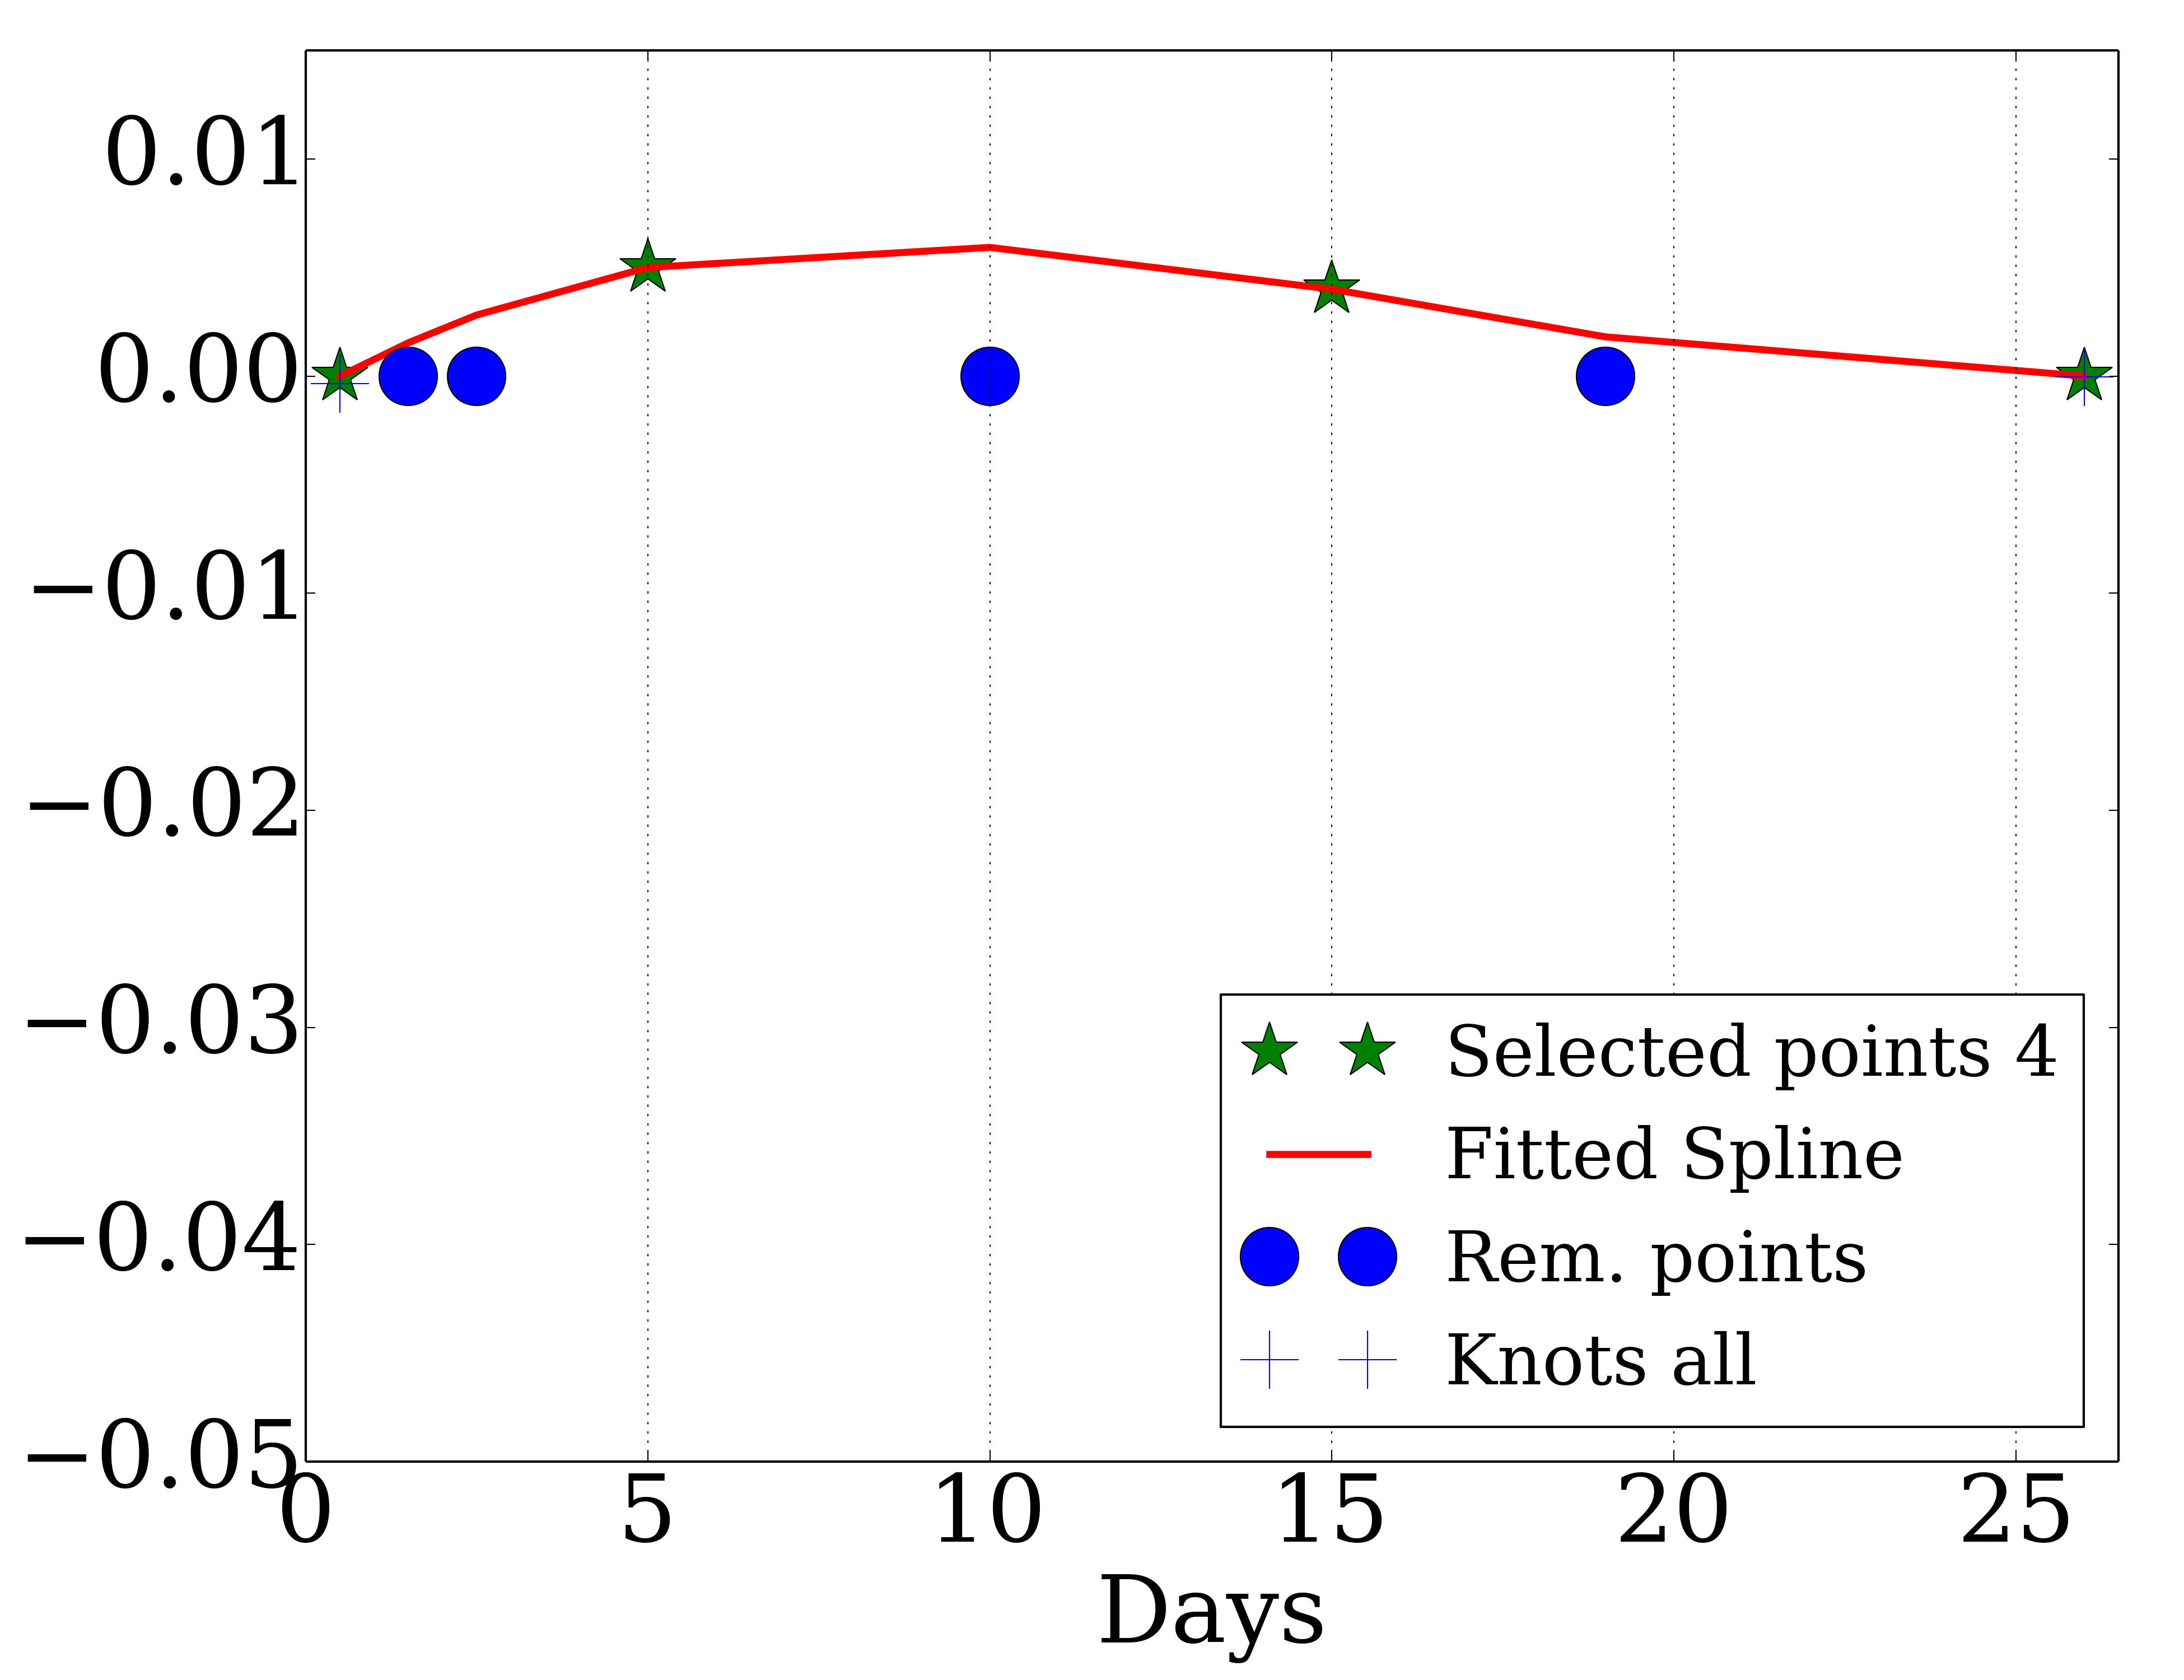 0.01
0.00
−0.01
−0.02
−0.03
−0.04
−0.05
0 5 10 15 20 25
Days
Selected points 4
Fitted Spline
Rem. points
Knots all